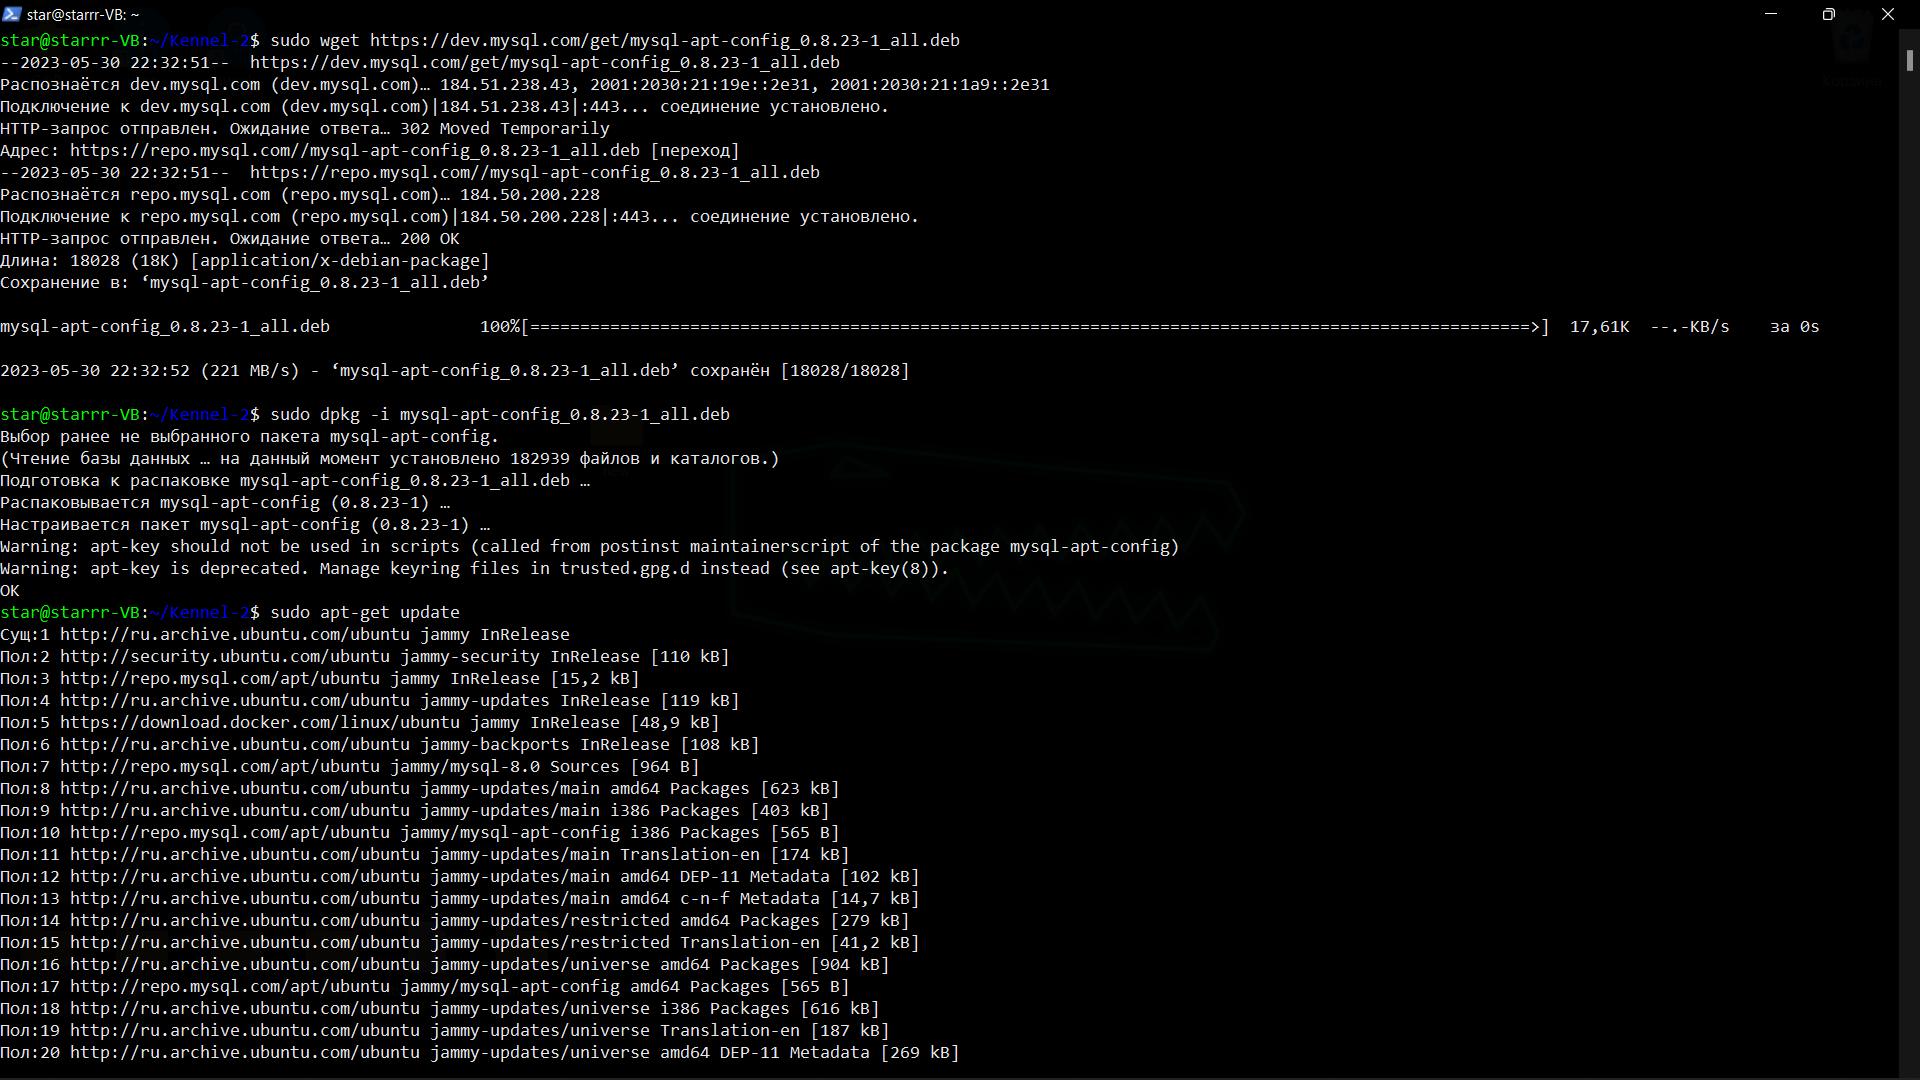 star@starrr-VB: ~
star@starrr-VB:~/Kennel-2$ sudo wget https://dev.mysql.com/get/mysql-apt-config_0.8.23-1_all.deb
--2023-05-30 22:32:51--  https://dev.mysql.com/get/mysql-apt-config_0.8.23-1_all.deb
Распознаётся dev.mysql.com (dev.mysql.com)… 184.51.238.43, 2001:2030:21:19e::2e31, 2001:2030:21:1a9::2e31
Подключение к dev.mysql.com (dev.mysql.com)|184.51.238.43|:443... соединение установлено.
HTTP-запрос отправлен. Ожидание ответа… 302 Moved Temporarily
Адрес: https://repo.mysql.com//mysql-apt-config_0.8.23-1_all.deb [переход]
--2023-05-30 22:32:51--  https://repo.mysql.com//mysql-apt-config_0.8.23-1_all.deb
Распознаётся repo.mysql.com (repo.mysql.com)… 184.50.200.228
Подключение к repo.mysql.com (repo.mysql.com)|184.50.200.228|:443... соединение установлено.
HTTP-запрос отправлен. Ожидание ответа… 200 OK
Длина: 18028 (18K) [application/x-debian-package]
Сохранение в: ‘mysql-apt-config_0.8.23-1_all.deb’
mysql-apt-config_0.8.23-1_all.deb 100%[====================================================================================================>] 17,61K --.-KB/s за 0s
2023-05-30 22:32:52 (221 MB/s) - ‘mysql-apt-config_0.8.23-1_all.deb’ сохранён [18028/18028]
star@starrr-VB:~/Kennel-2$ sudo dpkg -i mysql-apt-config_0.8.23-1_all.deb
Выбор ранее не выбранного пакета mysql-apt-config.
(Чтение базы данных … на данный момент установлено 182939 файлов и каталогов.)
Подготовка к распаковке mysql-apt-config_0.8.23-1_all.deb …
Распаковывается mysql-apt-config (0.8.23-1) …
Настраивается пакет mysql-apt-config (0.8.23-1) …
Warning: apt-key should not be used in scripts (called from postinst maintainerscript of the package mysql-apt-config)
Warning: apt-key is deprecated. Manage keyring files in trusted.gpg.d instead (see apt-key(8)).
OK
star@starrr-VB:~/Kennel-2$ sudo apt-get update
Сущ:1 http://ru.archive.ubuntu.com/ubuntu jammy InRelease
Пол:2 http://security.ubuntu.com/ubuntu jammy-security InRelease [110 kB]
Пол:3 http://repo.mysql.com/apt/ubuntu jammy InRelease [15,2 kB]
Пол:4 http://ru.archive.ubuntu.com/ubuntu jammy-updates InRelease [119 kB]
Пол:5 https://download.docker.com/linux/ubuntu jammy InRelease [48,9 kB]
Пол:6 http://ru.archive.ubuntu.com/ubuntu jammy-backports InRelease [108 kB]
Пол:7 http://repo.mysql.com/apt/ubuntu jammy/mysql-8.0 Sources [964 B]
Пол:8 http://ru.archive.ubuntu.com/ubuntu jammy-updates/main amd64 Packages [623 kB]
Пол:9 http://ru.archive.ubuntu.com/ubuntu jammy-updates/main i386 Packages [403 kB]
Пол:10 http://repo.mysql.com/apt/ubuntu jammy/mysql-apt-config i386 Packages [565 B]
Пол:11 http://ru.archive.ubuntu.com/ubuntu jammy-updates/main Translation-en [174 kB]
Пол:12 http://ru.archive.ubuntu.com/ubuntu jammy-updates/main amd64 DEP-11 Metadata [102 kB]
Пол:13 http://ru.archive.ubuntu.com/ubuntu jammy-updates/main amd64 c-n-f Metadata [14,7 kB]
Пол:14 http://ru.archive.ubuntu.com/ubuntu jammy-updates/restricted amd64 Packages [279 kB]
Пол:15 http://ru.archive.ubuntu.com/ubuntu jammy-updates/restricted Translation-en [41,2 kB]
Пол:16 http://ru.archive.ubuntu.com/ubuntu jammy-updates/universe amd64 Packages [904 kB]
Пол:17 http://repo.mysql.com/apt/ubuntu jammy/mysql-apt-config amd64 Packages [565 B]
Пол:18 http://ru.archive.ubuntu.com/ubuntu jammy-updates/universe i386 Packages [616 kB]
Пол:19 http://ru.archive.ubuntu.com/ubuntu jammy-updates/universe Translation-en [187 kB]
Пол:20 http://ru.archive.ubuntu.com/ubuntu jammy-updates/universe amd64 DEP-11 Metadata [269 kB]